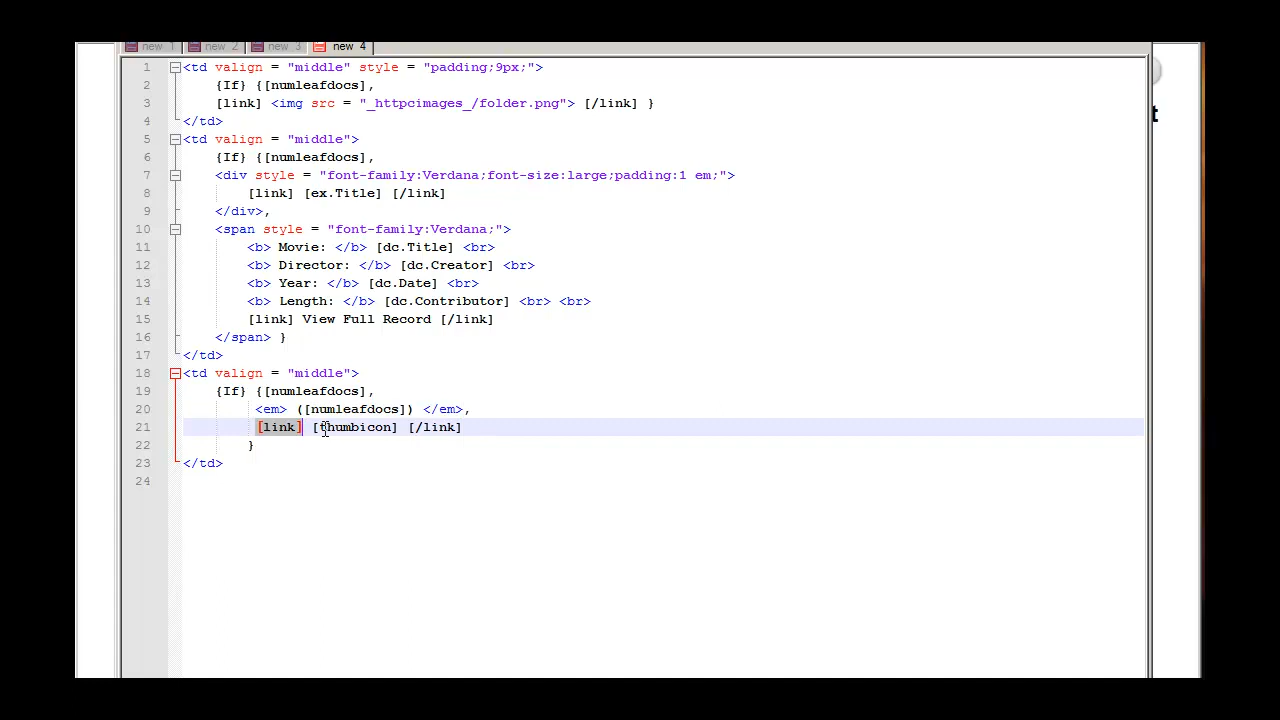 new 1 new 2 new 3 new 4
1 <td valign = "middle" style = "padding;9px;">
2 {If} {[numleafdocs],
3 [link] <img src = "_httpcimages_/folder.png"> [/link] }
4 </td>
5 <td valign = "middle">
6 {If} {[numleafdocs],
7 <div style = "font-family:Verdana;font-size:large;padding:1 em;">
8 [link] [ex.Title] [/link]
9 </div>,
10 <span style = "font-family:Verdana;">
11 <b> Movie: </b> [dc.Title] <br>
12 <b> Director: </b> [dc.Creator] <br>
13 <b> Year: </b> [dc.Date] <br>
14 <b> Length: </b> [dc.Contributor] <br> <br>
15 [link] View Full Record [/link]
16 </span> }
17 </td>
18 <td valign = "middle">
19 {If} {[numleafdocs],
20 <em> ([numleafdocs]) </em>,
21 [link] [thumbicon] [/link]
22 }
23 </td>
24
t